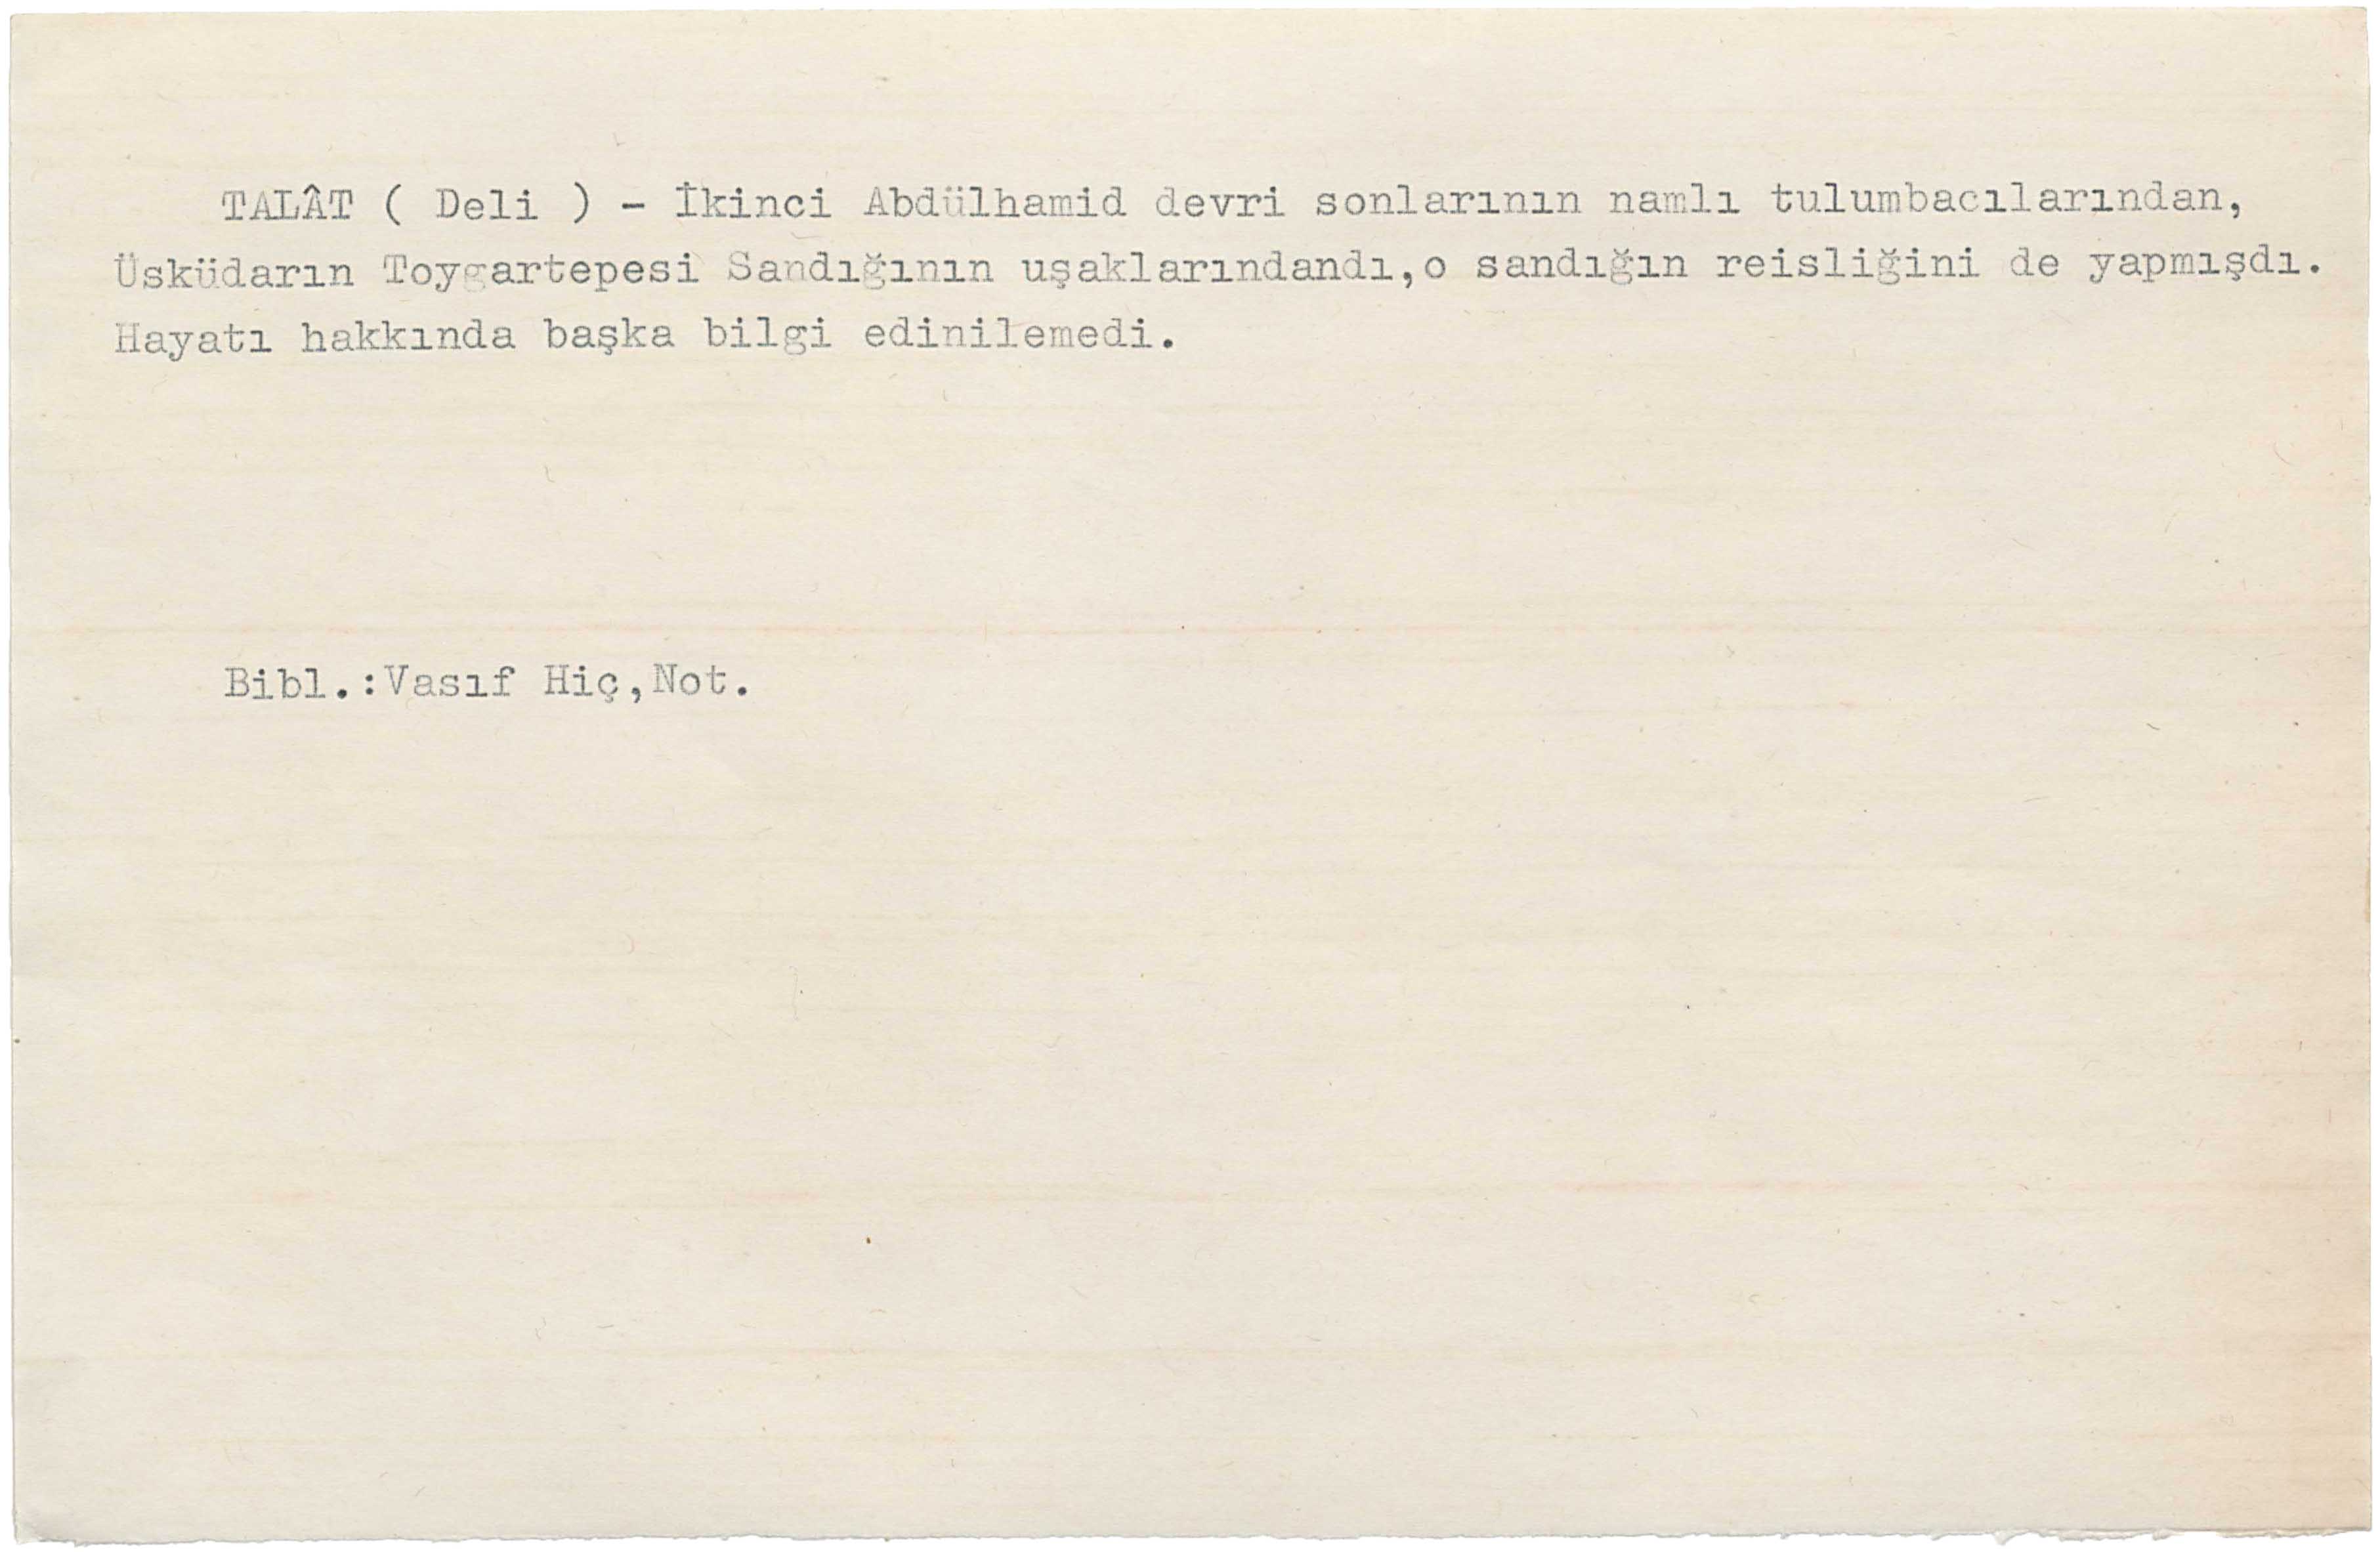 TALÂT ( Deli ) - İkinci Abdülhamid devri sonlarının namlı tulumbacılarından,
Üsküdarın Toygartepesi Sandığının uşaklarındandı,o sandığın reisliğini de yapmışdı.
Hayatı hakkında başka bilgi edinilemedi.
Bibl.:Vasıf Hiç,Not.